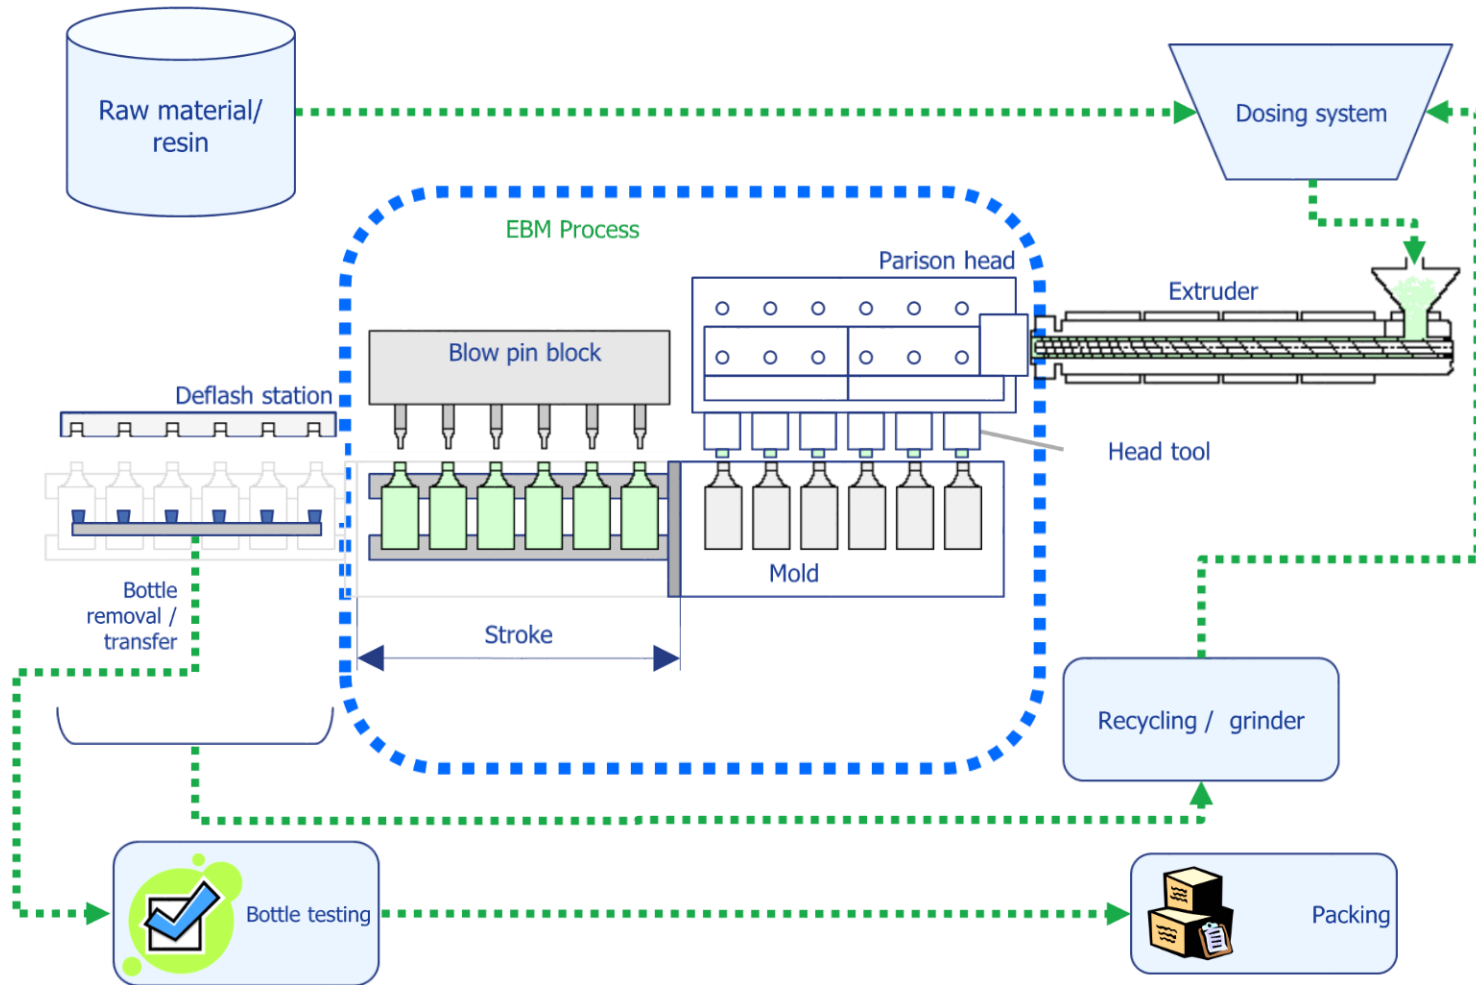 Raw material/
resin
Dosing system
EBM Process
Parison head
Extruder
Blow pin block
Deflash station
Head tool
Mold
Bottle
removal /
transfer
Stroke
Recycling / grinder
Bottle testing
Packing